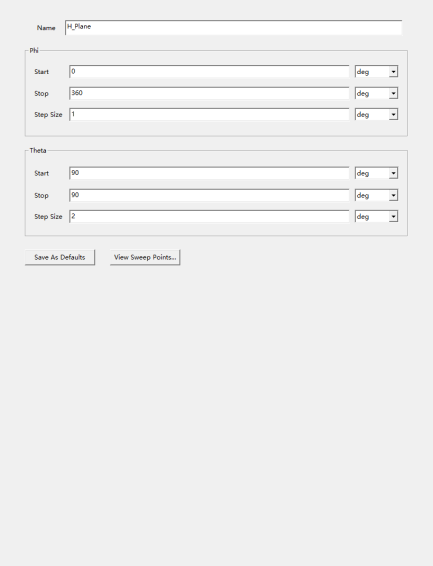 Name H_Plane
Phi
Start 0 deg
Stop 360 deg
Step Size 1 deg
Theta
Start 90 deg
Stop 90 deg
Step Size 2 deg
Save As Defaults View Sweep Points...